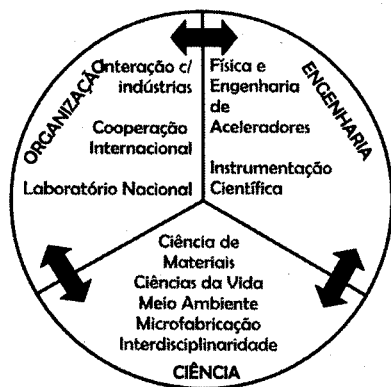 ORGANIZAÇÃO
Interação c/
indústrias
Cooperação
Internacional
Laboratório Nacional
ENGENHARIA
Física e
Engenharia
de
Aceleradores
Instrumentação
Científica
Ciência de
Materiais
Ciências da Vida
Meio Ambiente
Microfabricação
Interdisciplinaridade
CIÊNCIA